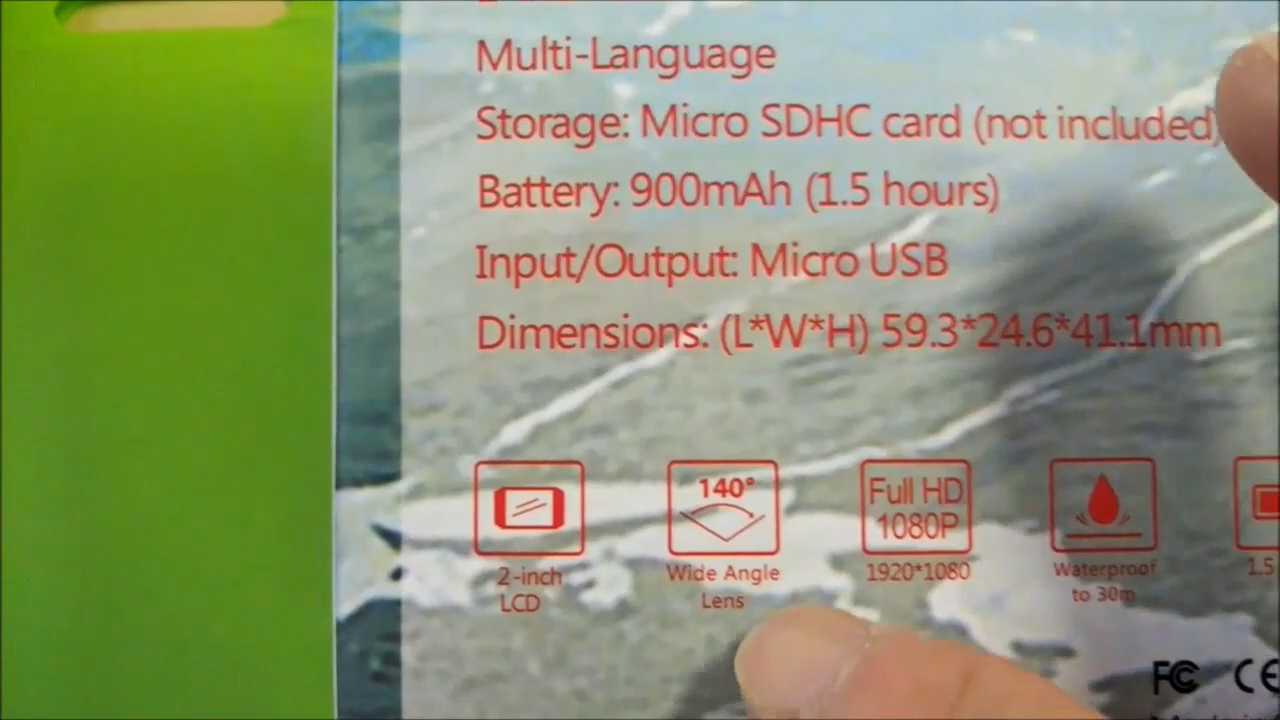 Multi-Language
Storage: Micro SDHC card (not included)
Battery: 900mAh (1.5 hours)
Input/Output: Micro USB
Dimensions: (L*W*H) 59.3*24.6*41.1mm
140°
Full HD
1080P
2-inch
LCD
Wide Angle
Lens
1920*1080
Waterproof
to 30m
1.5
FC CE